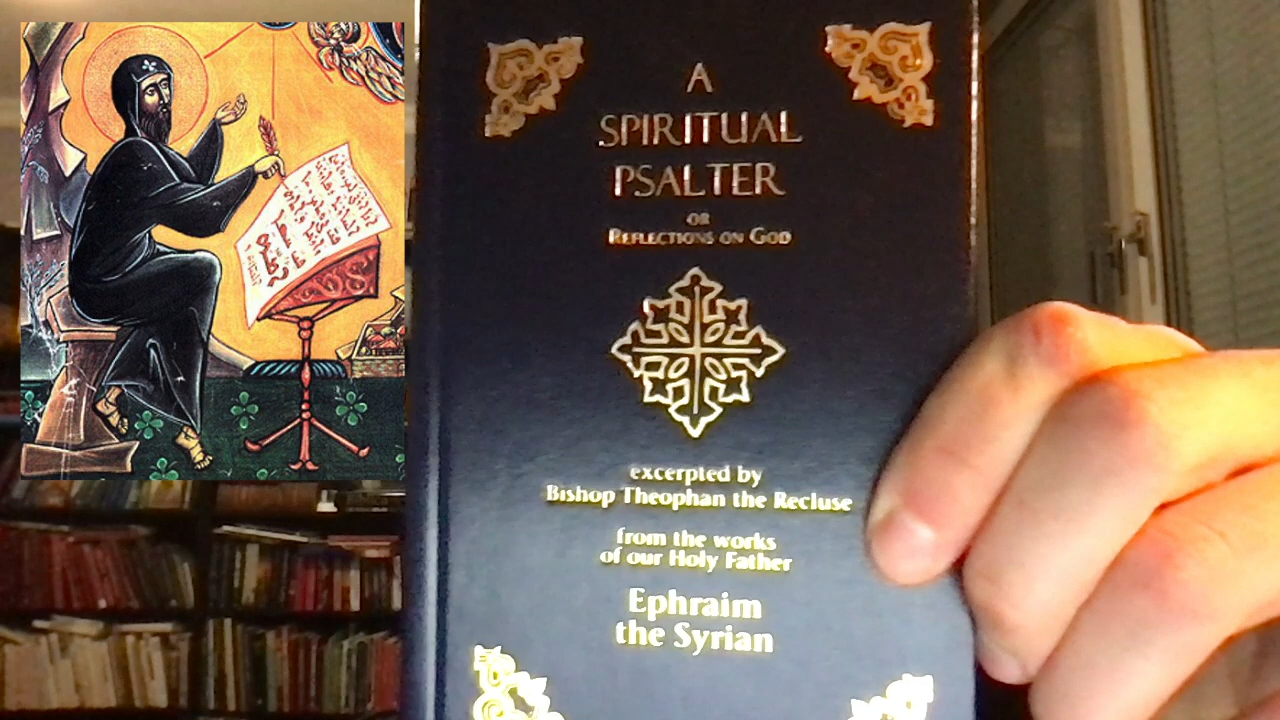 A
SPIRITUAL
PSALTER
OR
REFLECTIONS ON GOD
excerpted by
Bishop Theophan the Recluse
from the works
of our Holy Father
Ephraim
the Syrian